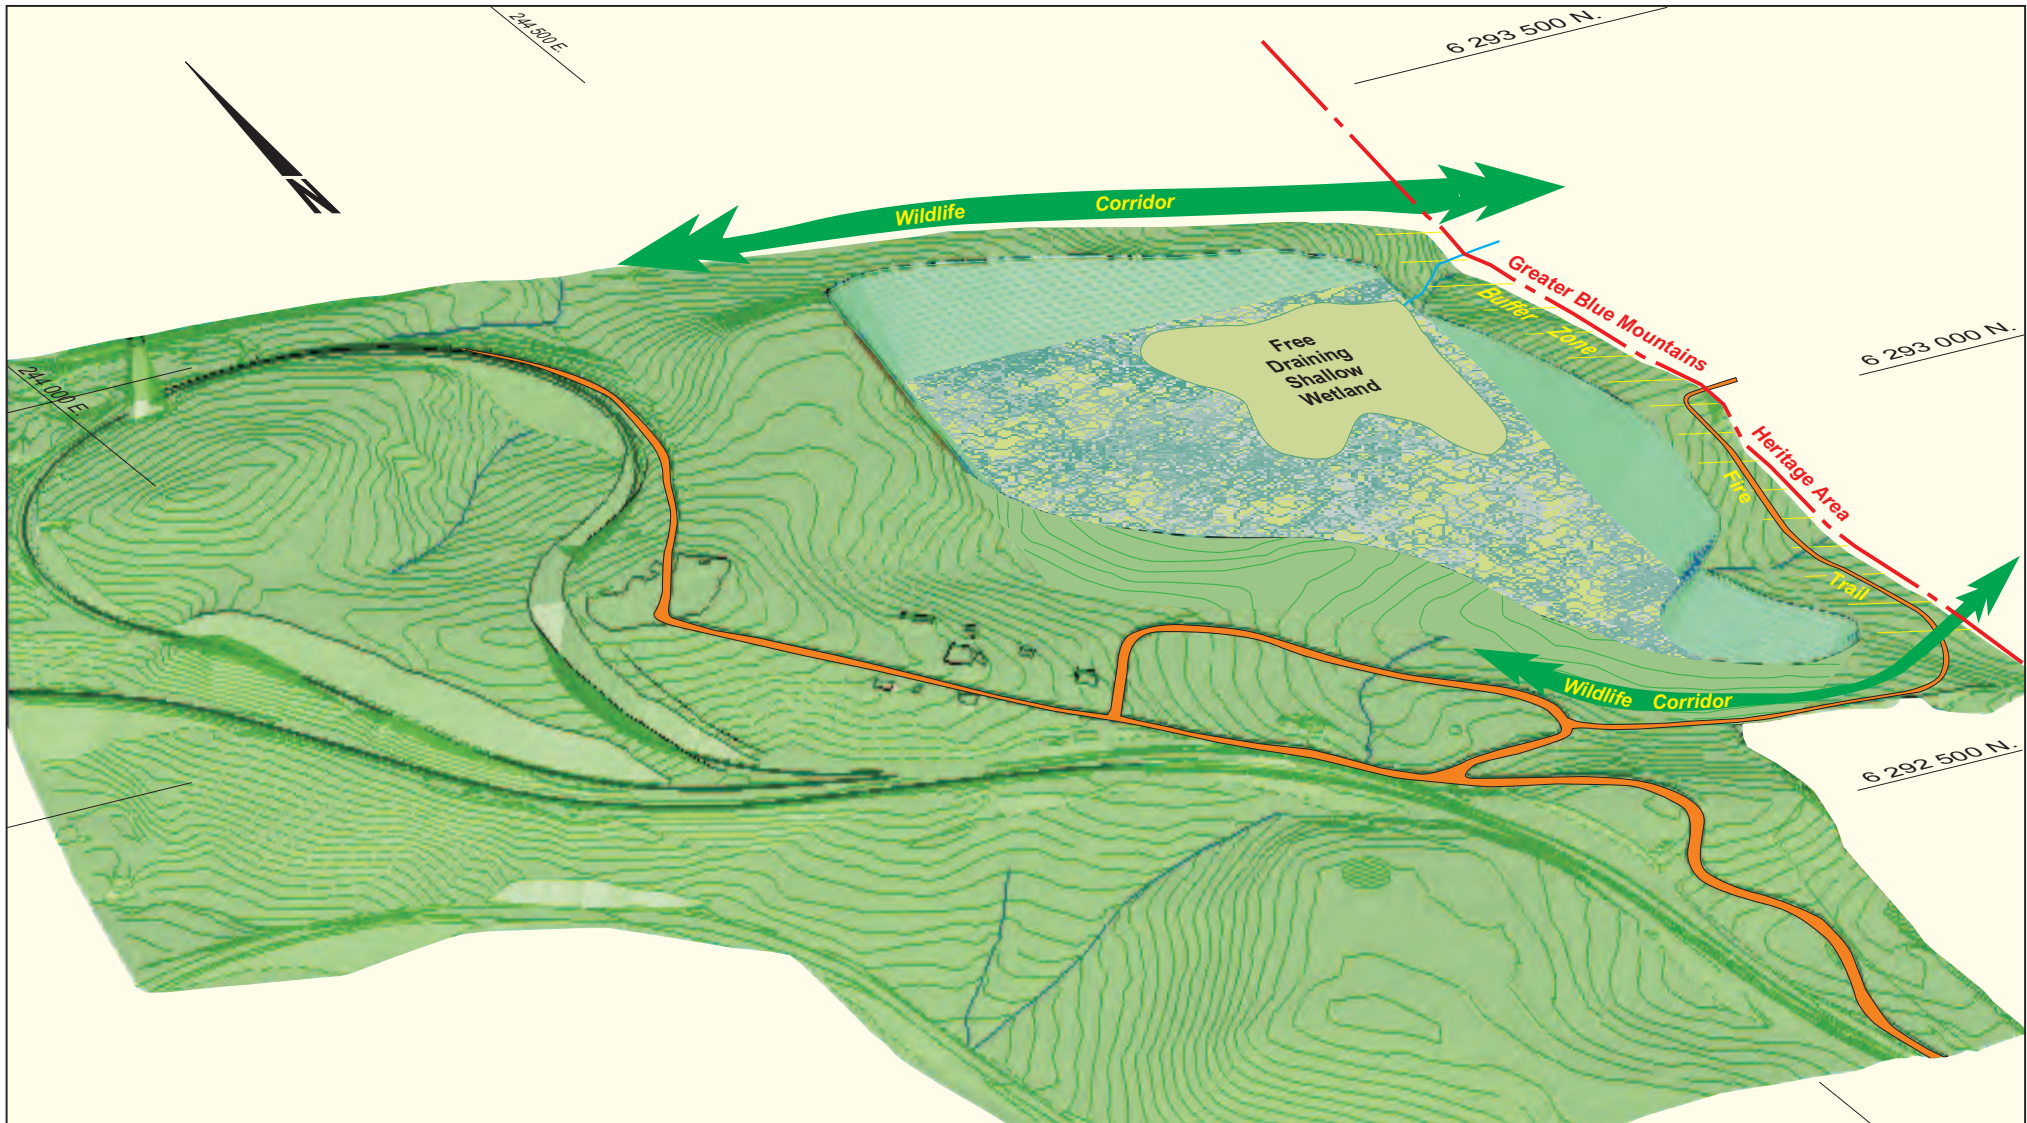 244 500 E.
6 293 500 N.
N
Wildlife Corridor
Greater Blue Mountains
Buffer Zone
Free
Draining
Shallow
Wetland
6 293 000 N.
244 000 E.
Heritage Area
Fire
Trail
Wildlife Corridor
6 292 500 N.